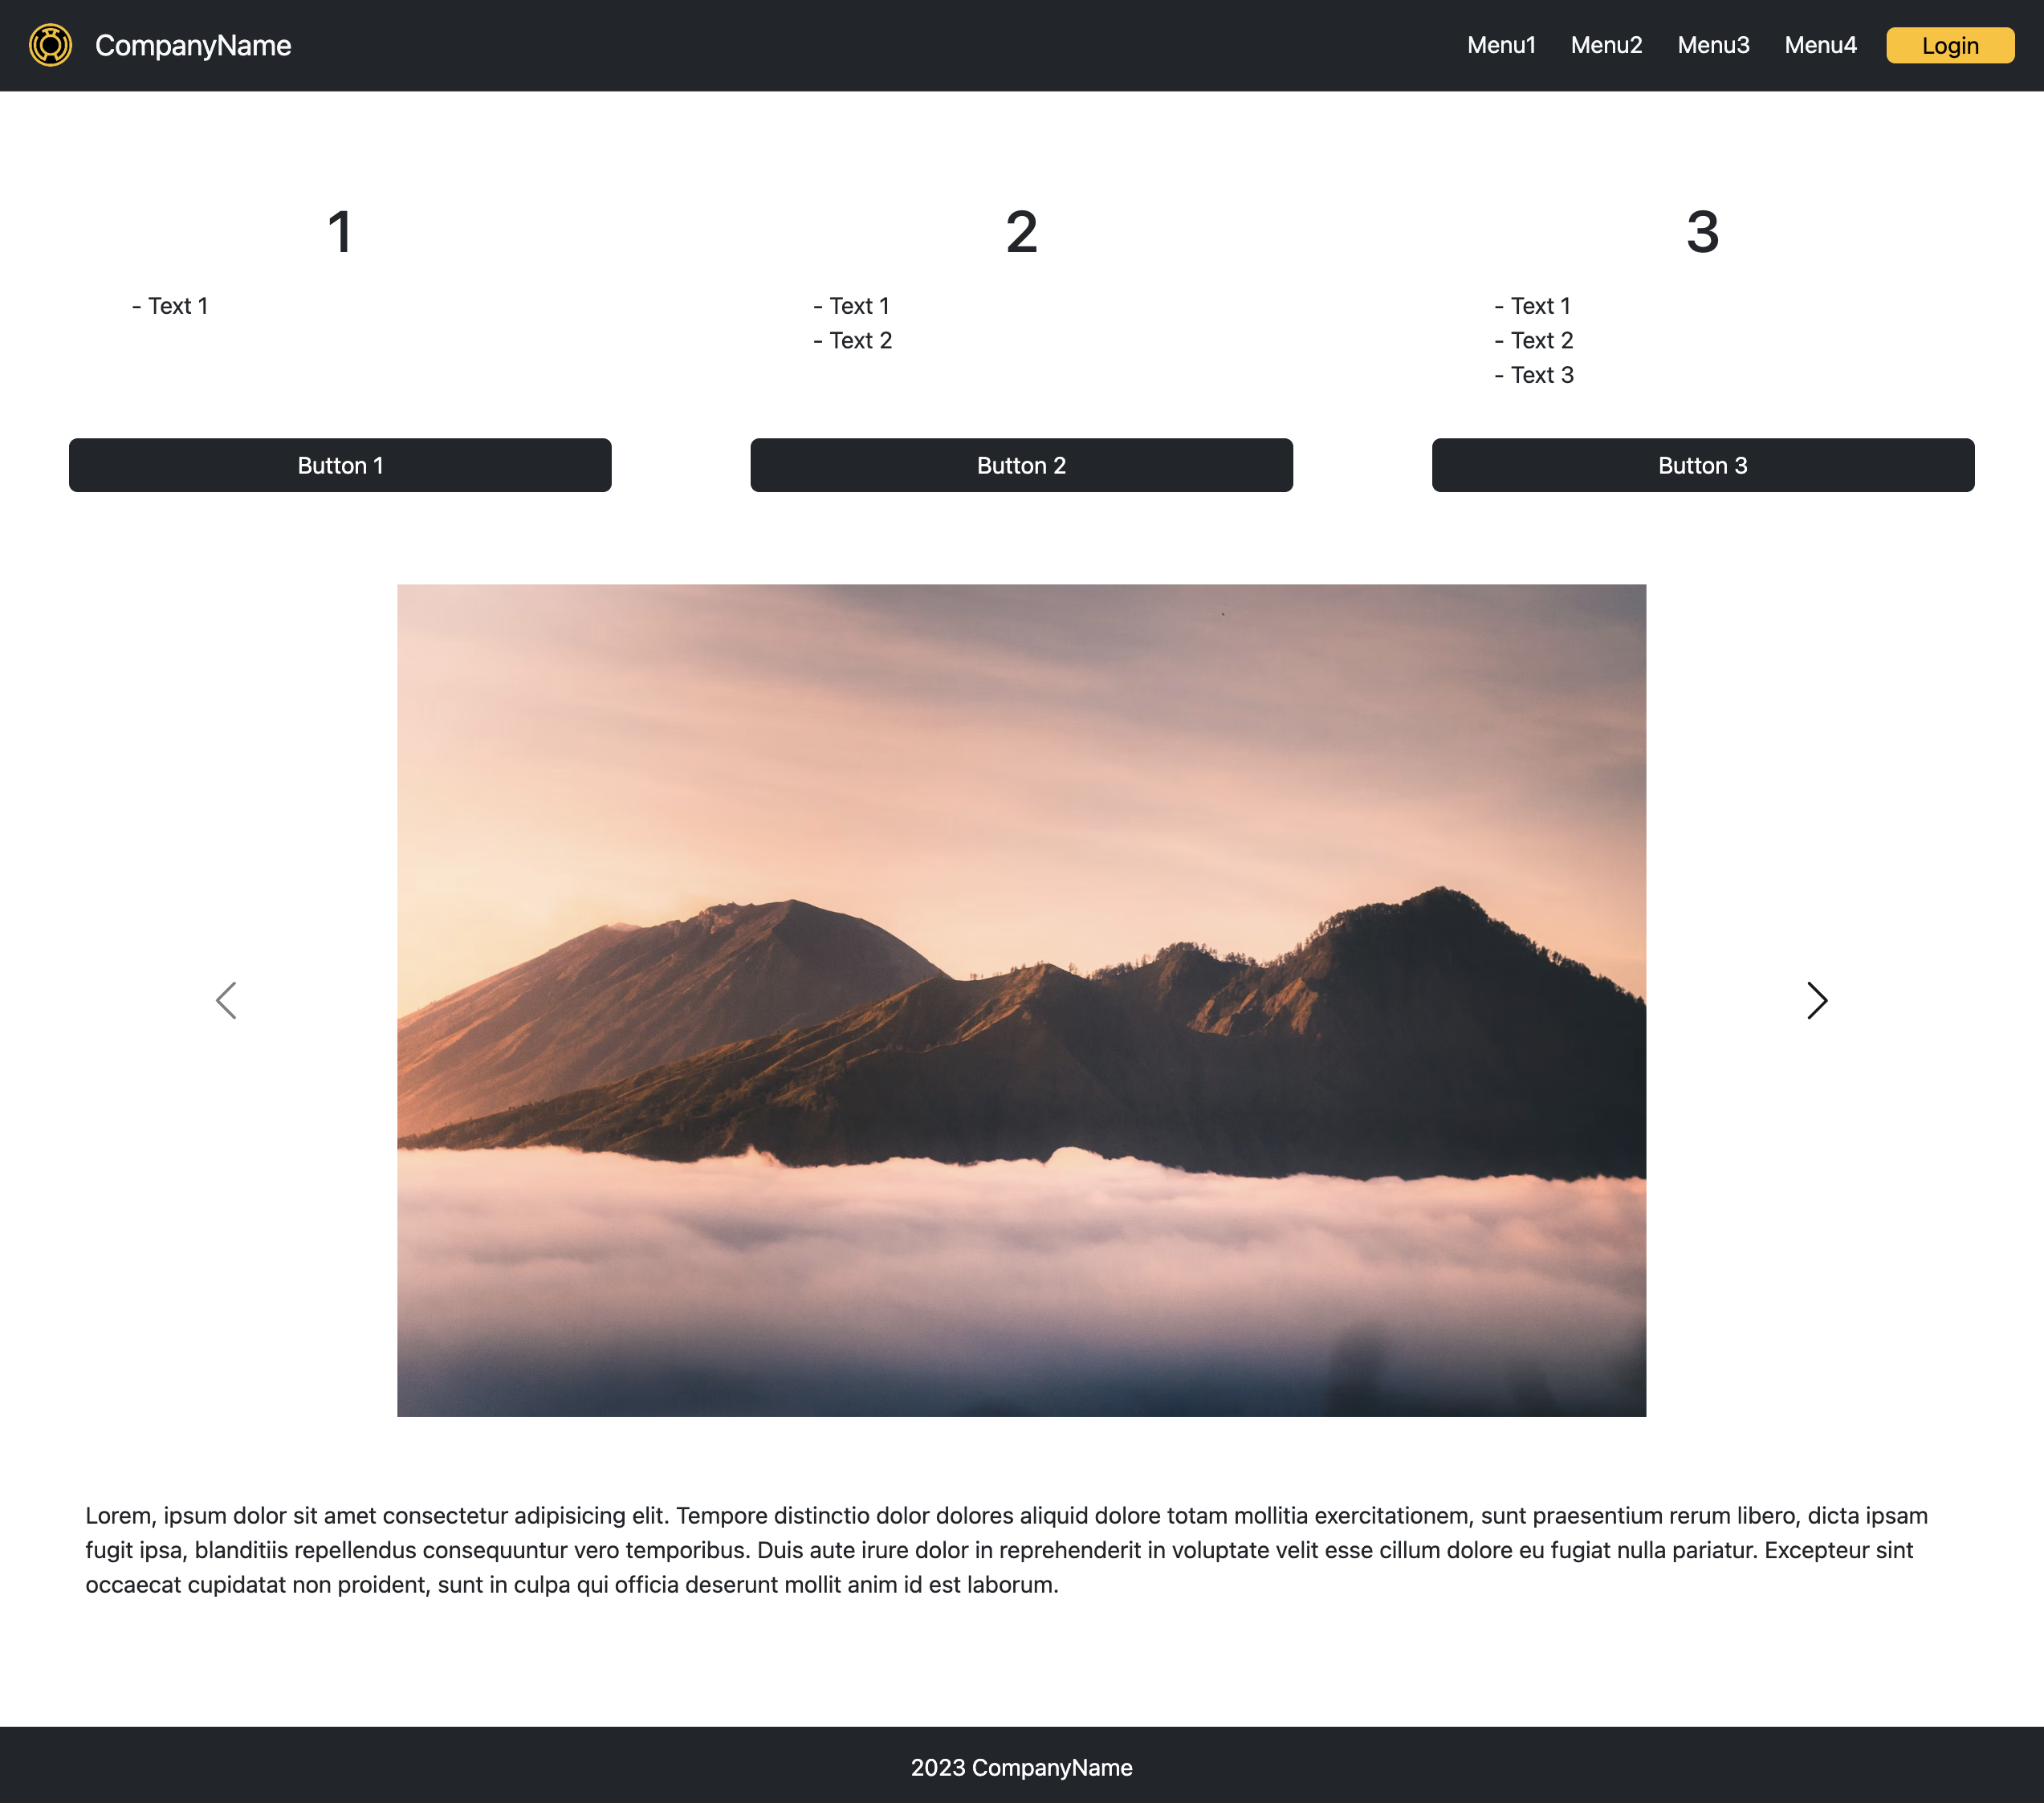 CompanyName
Menu1 Menu2 Menu3 Menu4 Login
1
- Text 1
Button 1
2
- Text 1
- Text 2
Button 2
3
- Text 1
- Text 2
- Text 3
Button 3
Lorem, ipsum dolor sit amet consectetur adipisicing elit. Tempore distinctio dolor dolores aliquid dolore totam mollitia exercitationem, sunt praesentium rerum libero, dicta ipsam
fugit ipsa, blanditiis repellendus consequuntur vero temporibus. Duis aute irure dolor in reprehenderit in voluptate velit esse cillum dolore eu fugiat nulla pariatur. Excepteur sint
occaecat cupidatat non proident, sunt in culpa qui officia deserunt mollit anim id est laborum.
2023 CompanyName